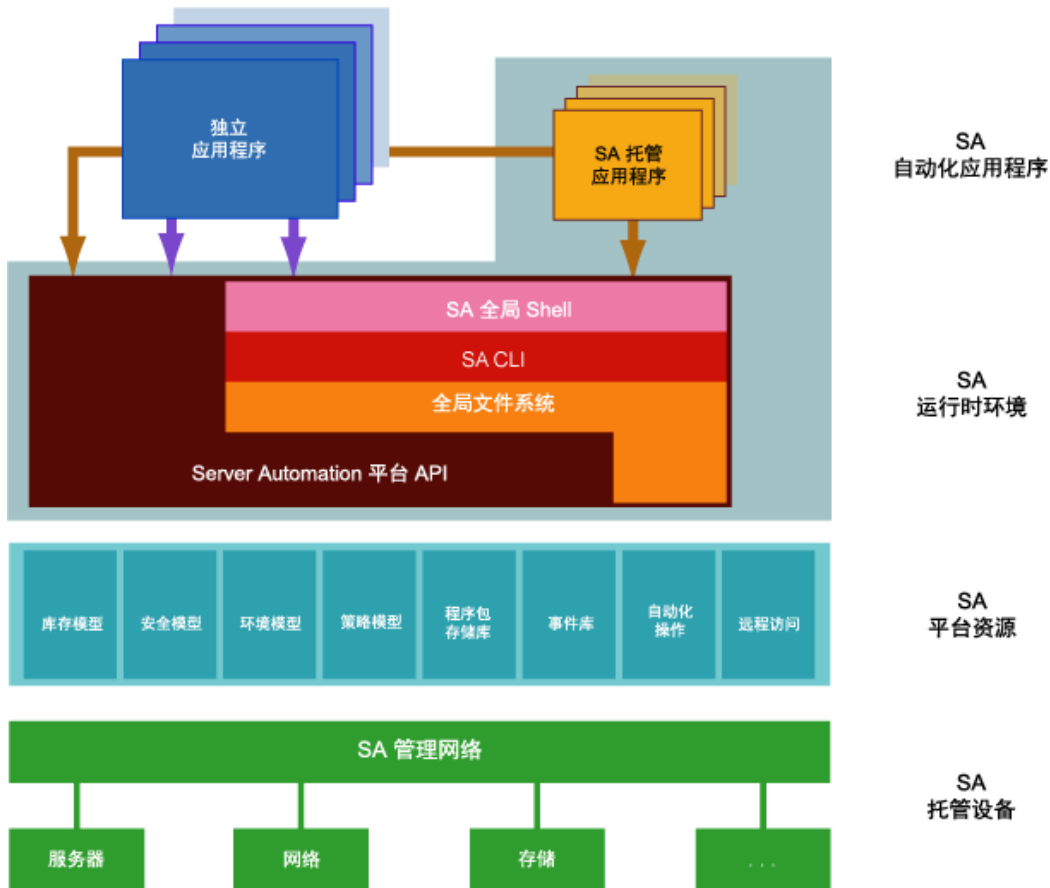 独立
应用程序
SA 托管
应用程序
SA
自动化应用程序
SA 全局 Shell
SA CLI
全局文件系统
Server Automation 平台 API
SA
运行时环境
库存模型
安全模型
环境模型
策略模型
程序包
存储库
事件库
自动化
操作
远程访问
SA
平台资源
SA 管理网络
服务器
网络
存储
. . .
SA
托管设备